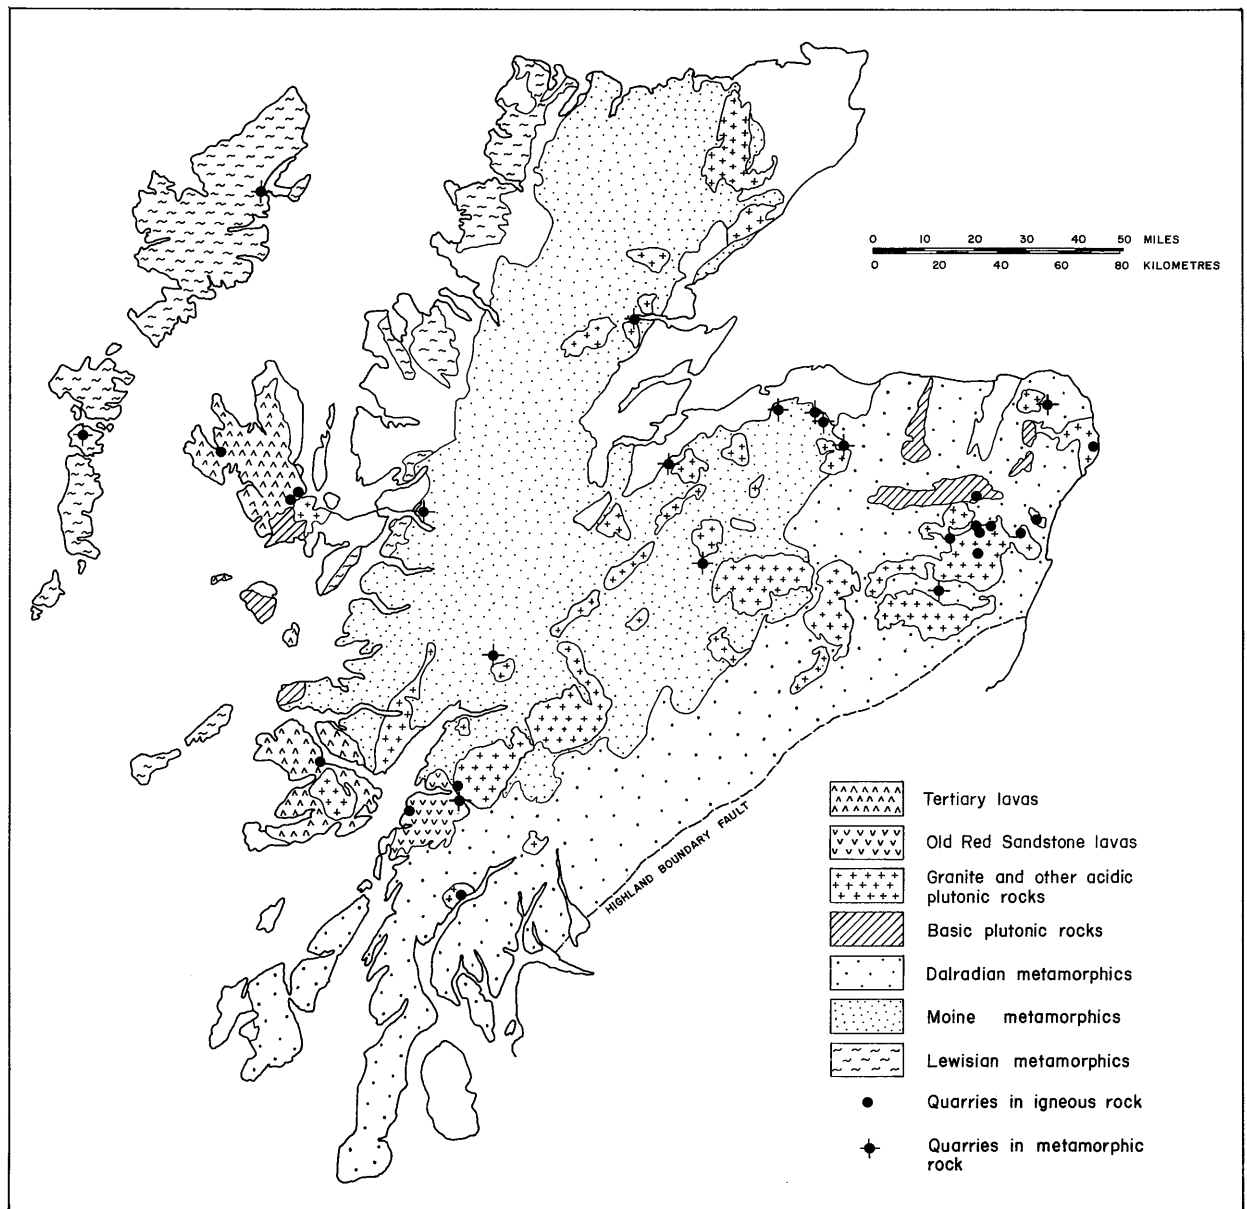 0 10 20 30 40 50 MILES
0 20 40 60 80 KILOMETRES
HIGHLAND BOUNDARY FAULT
Tertiary lavas
Old Red Sandstone lavas
Granite and other acidic
plutonic rocks
Basic plutonic rocks
Dalradian metamorphics
Moine metamorphics
Lewisian metamorphics
Quarries in igneous rock
Quarries in metamorphic
rock